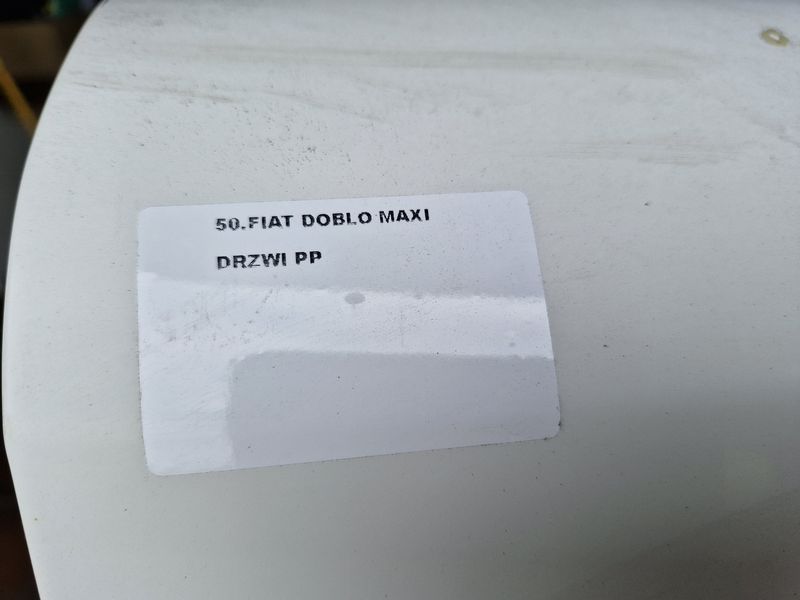 50.FIAT DOBLO MAXI
DRZWI PP